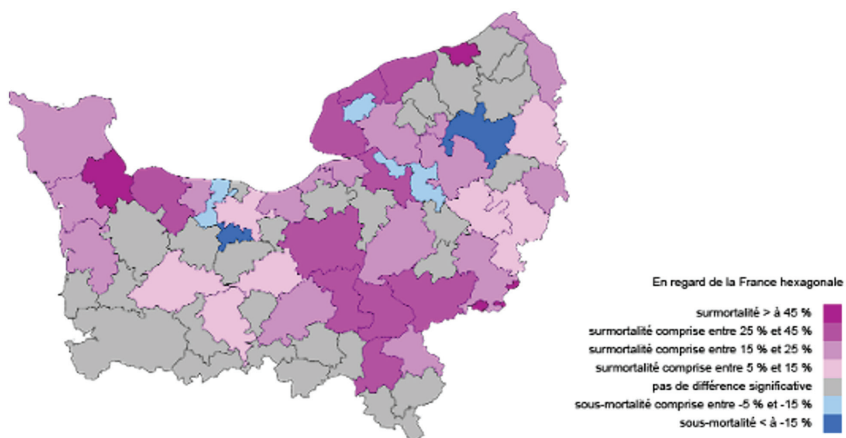 En regard de la France hexagonale
surmortalité > à 45 %
surmortalité comprise entre 25 % et 45 %
surmortalité comprise entre 15 % et 25 %
surmortalité comprise entre 5 % et 15 %
pas de différence significative
sous-mortalité comprise entre -5 % et -15 %
sous-mortalité < à -15 %